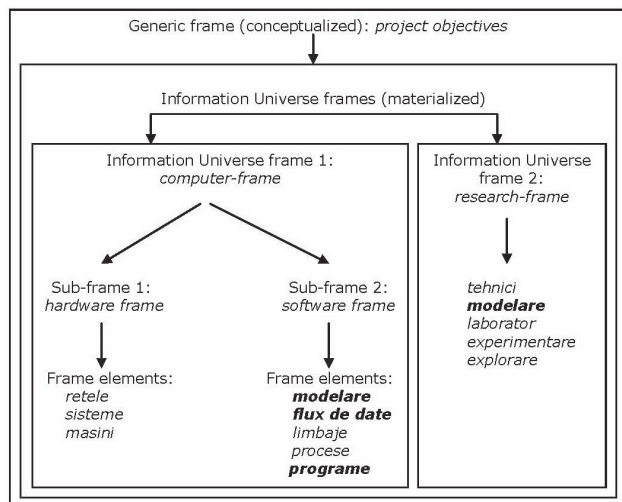 Generic frame (conceptualized): project objectives
Information Universe frames (materialized)
Information Universe frame 1:
computer-frame
Sub-frame 1:
hardware frame
Frame elements:
retele
sisteme
masini
Sub-frame 2:
software frame
Frame elements:
modelare
flux de date
limbaje
procese
programe
Information Universe
frame 2:
research-frame
tehnici
modelare
laborator
experimentare
explorare